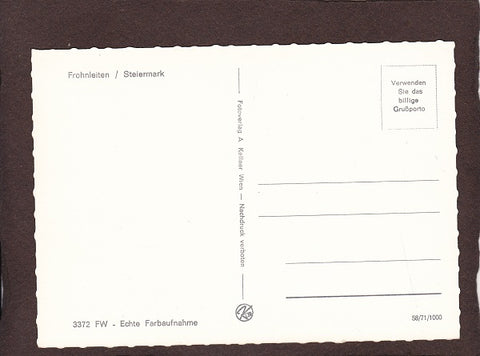 Frohnleiten / Steiermark
Verwenden
Sie das
billige
Grußporto
Fotoverlag A. Kellner Wien — Nachdruck verboten
3372 FW - Echte Farbaufnahme
58/71/1000